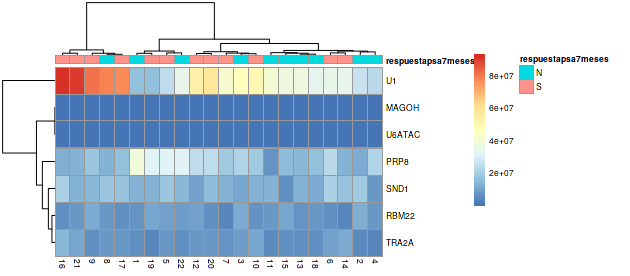 respuestapsa7meses
U1
MAGOH
U6ATAC
PRP8
SND1
RBM22
TRA2A
16 21 9 8 17 1 19 5 22 12 20 7 3 10 11 15 13 18 6 14 2 4
8e+07
6e+07
4e+07
2e+07
respuestapsa7meses
N
S